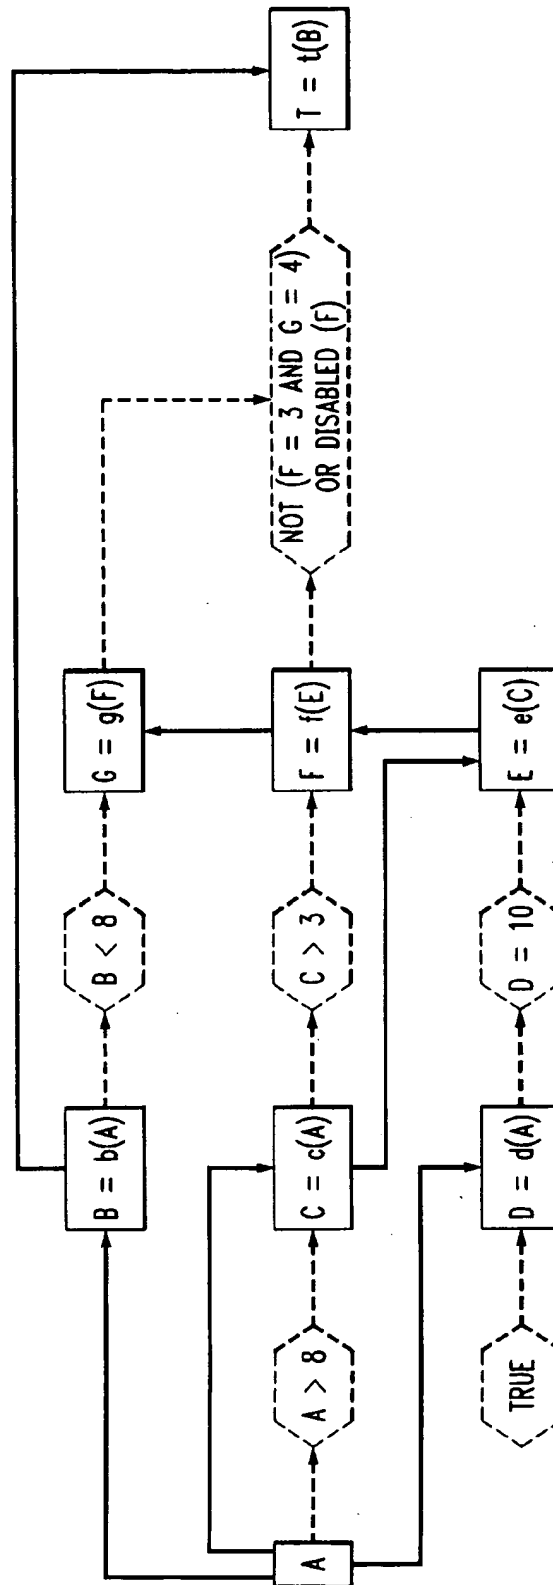 A
A > 8
TRUE
B = b(A)
C = c(A)
D = d(A)
B < 8
C > 3
D = 10
G = g(F)
F = f(E)
E = e(C)
NOT (F = 3 AND G = 4)
OR DISABLED (F)
T = t(B)